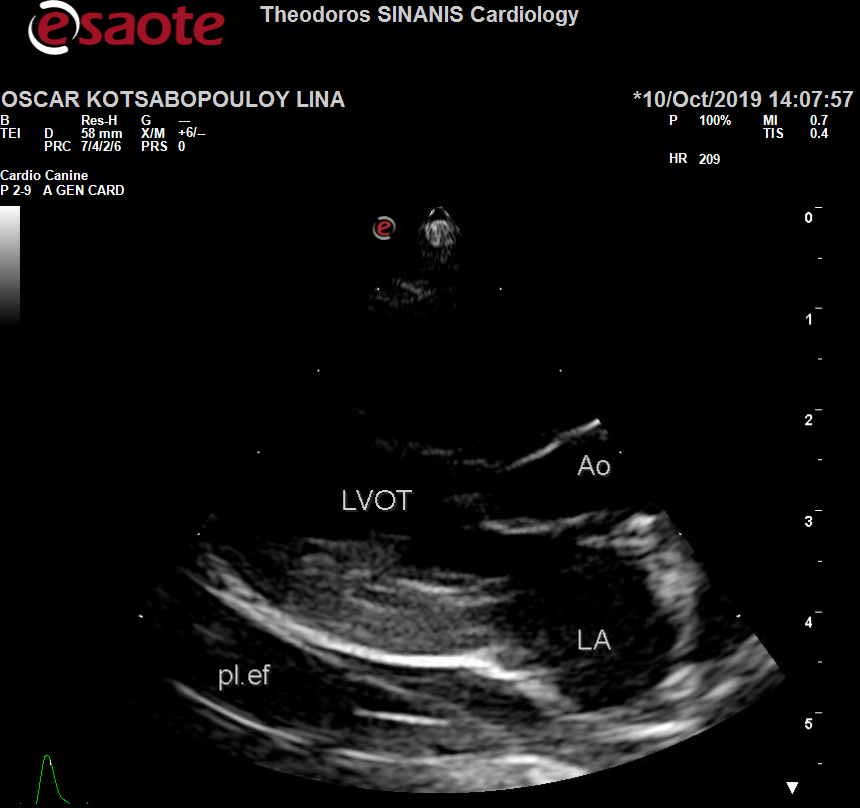 esaote
Theodoros SINANIS Cardiology
OSCAR KOTSABOPOULOY LINA
*10/Oct/2019 14:07:57
B Res-H G ---
TEI D 58 mm X/M +6/--
PRC 7/4/2/6 PRS 0
P 100% MI 0.7
TIS 0.4
HR 209
Cardio Canine
P 2-9 A GEN CARD
e
0
1
2
Ao
LVOT
3
4
LA
pl.ef
5